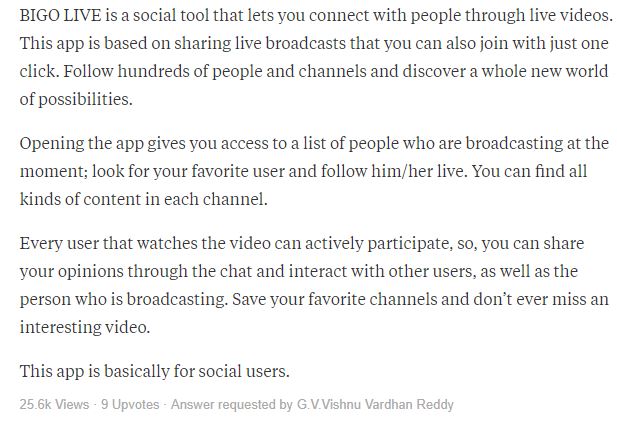 BIGO LIVE is a social tool that lets you connect with people through live videos.
This app is based on sharing live broadcasts that you can also join with just one
click. Follow hundreds of people and channels and discover a whole new world
of possibilities.
Opening the app gives you access to a list of people who are broadcasting at the
moment; look for your favorite user and follow him/her live. You can find all
kinds of content in each channel.
Every user that watches the video can actively participate, so, you can share
your opinions through the chat and interact with other users, as well as the
person who is broadcasting. Save your favorite channels and don’t ever miss an
interesting video.
This app is basically for social users.
25.6k Views · 9 Upvotes · Answer requested by G.V.Vishnu Vardhan Reddy